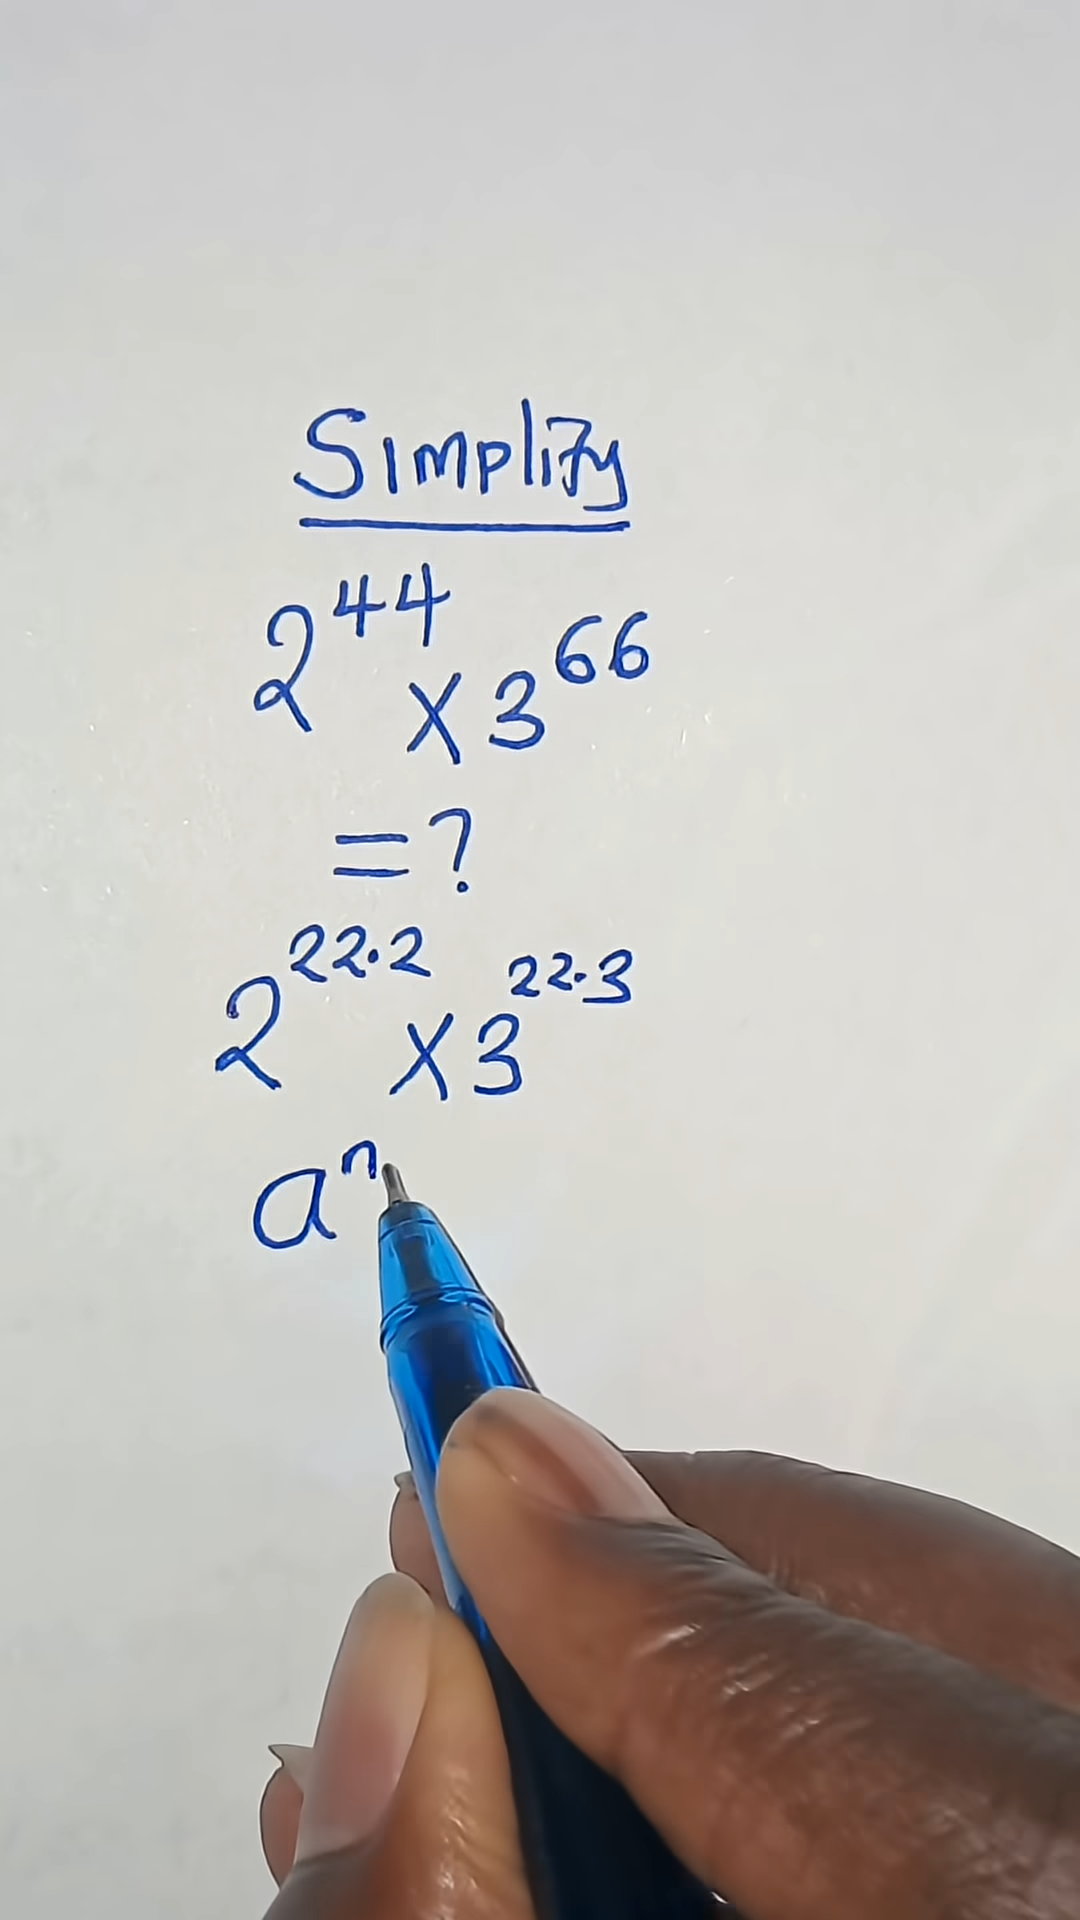 Simplify
2^44 × 3^66
= ?
2^22·2 × 3^22·3
a^n